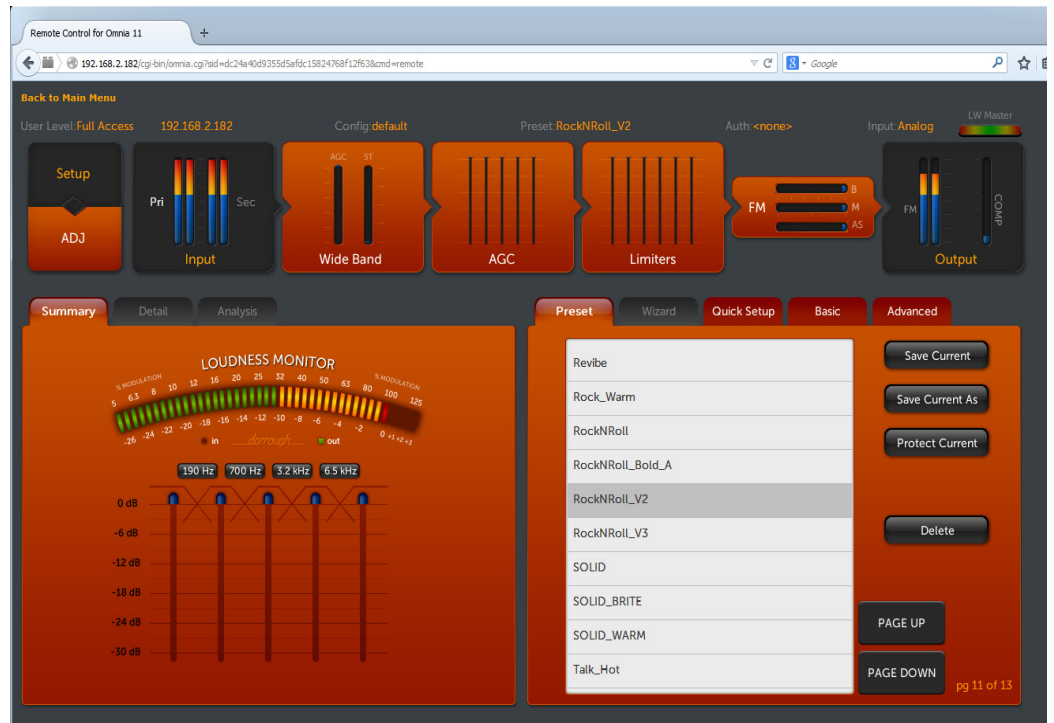 Remote Control for Omnia 11
+
192.168.2.182/cgi-bin/omnia.cgi?sid=dc24a40d9355d5afdc15824768f12f63&cmd=remote
8 Google
Back to Main Menu
User Level:Full Access 192.168.2.182 Config:default Preset:RockNRoll_V2 Auth:<none> Input:Analog LW Master
Setup
ADJ
Pri Sec
Input
AGC ST
Wide Band
AGC
Limiters
FM B M AS
FM COMP
Output
Summary Detail Analysis
LOUDNESS MONITOR
% MODULATION % MODULATION
5 6.3 8 10 12 16 20 25 32 40 50 63 80 100 125
-26 -24 -22 -20 -18 -16 -14 -12 -10 -8 -6 -4 -2 0 +1 +2 +3
in dorrough out
190 Hz 700 Hz 3.2 kHz 6.5 kHz
0 dB
-6 dB
-12 dB
-18 dB
-24 dB
-30 dB
Preset Wizard Quick Setup Basic Advanced
Revibe
Rock_Warm
RockNRoll
RockNRoll_Bold_A
RockNRoll_V2
RockNRoll_V3
SOLID
SOLID_BRITE
SOLID_WARM
Talk_Hot
Save Current
Save Current As
Protect Current
Delete
PAGE UP
PAGE DOWN
pg 11 of 13